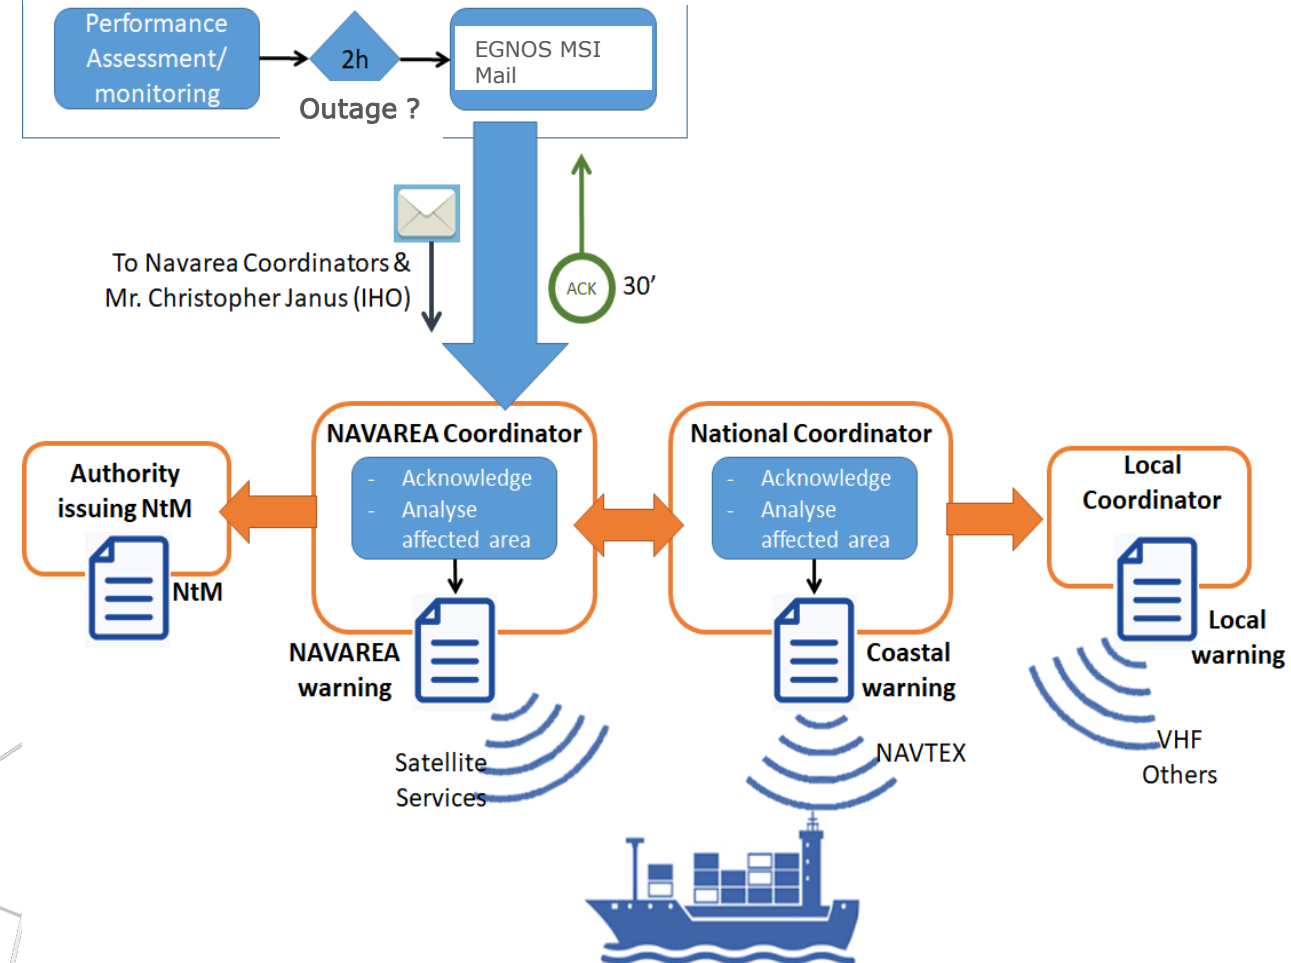 Performance
Assessment/
monitoring
2h
Outage ?
EGNOS MSI
Mail
To Navarea Coordinators &
Mr. Christopher Janus (IHO)
ACK
30’
Authority
issuing NtM
NtM
NAVAREA Coordinator
- Acknowledge
- Analyse
affected area
NAVAREA
warning
Satellite
Services
National Coordinator
- Acknowledge
- Analyse
affected area
Coastal
warning
NAVTEX
Local
Coordinator
Local
warning
VHF
Others